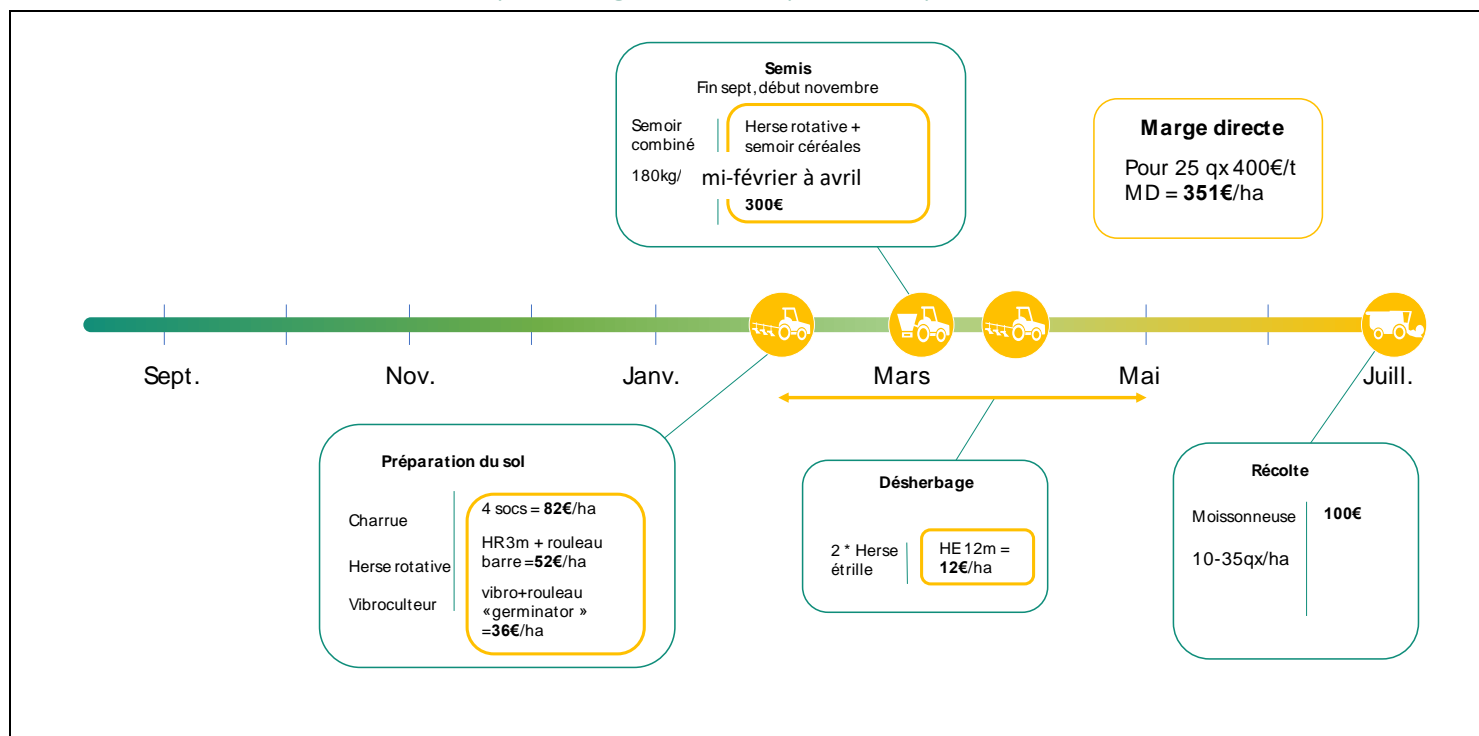 Semis
Fin sept, début novembre
Semoir
combiné
Herse rotative +
semoir céréales
180kg/
mi-février à avril
300€
Marge directe
Pour 25 qx 400€/t
MD = 351€/ha
Sept.
Nov.
Janv.
Mars
Mai
Juill.
Préparation du sol
Charrue
4 socs = 82€/ha
Herse rotative
HR3m + rouleau
barre =52€/ha
Vibroculteur
vibro+rouleau
«germinator »
=36€/ha
Désherbage
2 * Herse
étrille
HE 12m =
12€/ha
Récolte
Moissonneuse
100€
10-35qx/ha